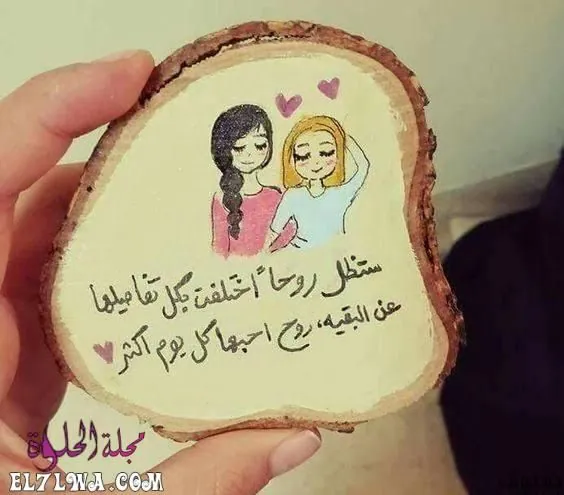 ستظل روحاً اختلفت بكل تفاصيلها
عن البقيه، روح احبها كل يوم اكثر
مجلة الحلوة
EL7LWA.COM